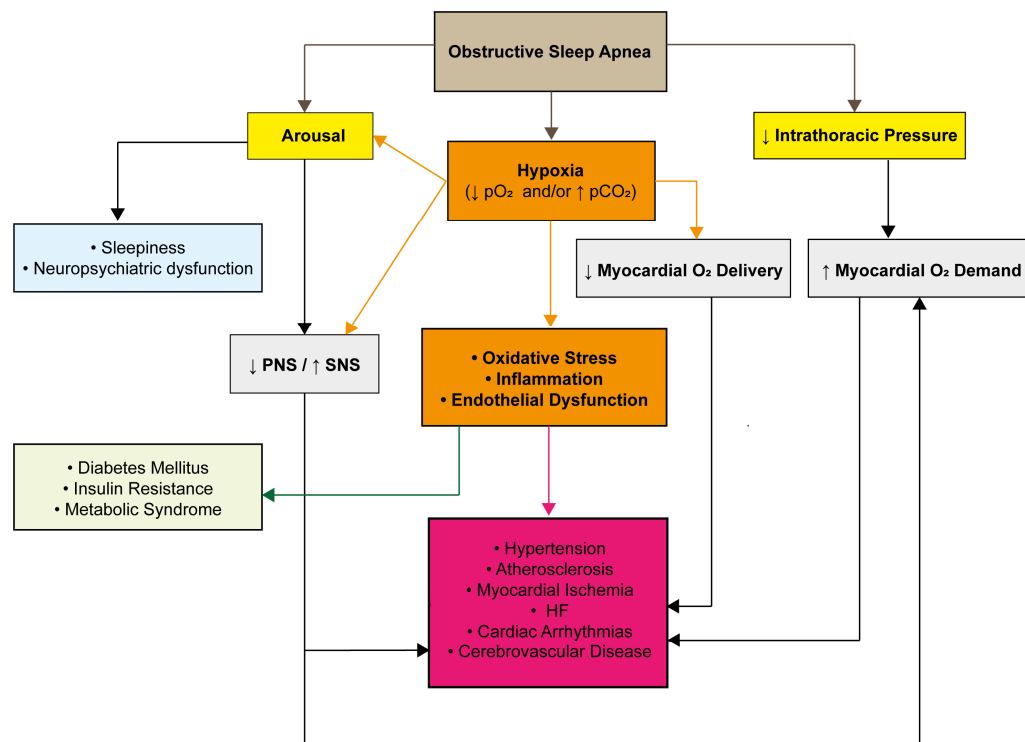 Obstructive Sleep Apnea
Arousal
↓ Intrathoracic Pressure
Hypoxia
(↓ pO₂ and/or ↑ pCO₂)
• Sleepiness
• Neuropsychiatric dysfunction
↓ Myocardial O₂ Delivery
↑ Myocardial O₂ Demand
↓ PNS / ↑ SNS
• Oxidative Stress
• Inflammation
• Endothelial Dysfunction
• Diabetes Mellitus
• Insulin Resistance
• Metabolic Syndrome
• Hypertension
• Atherosclerosis
• Myocardial Ischemia
• HF
• Cardiac Arrhythmias
• Cerebrovascular Disease